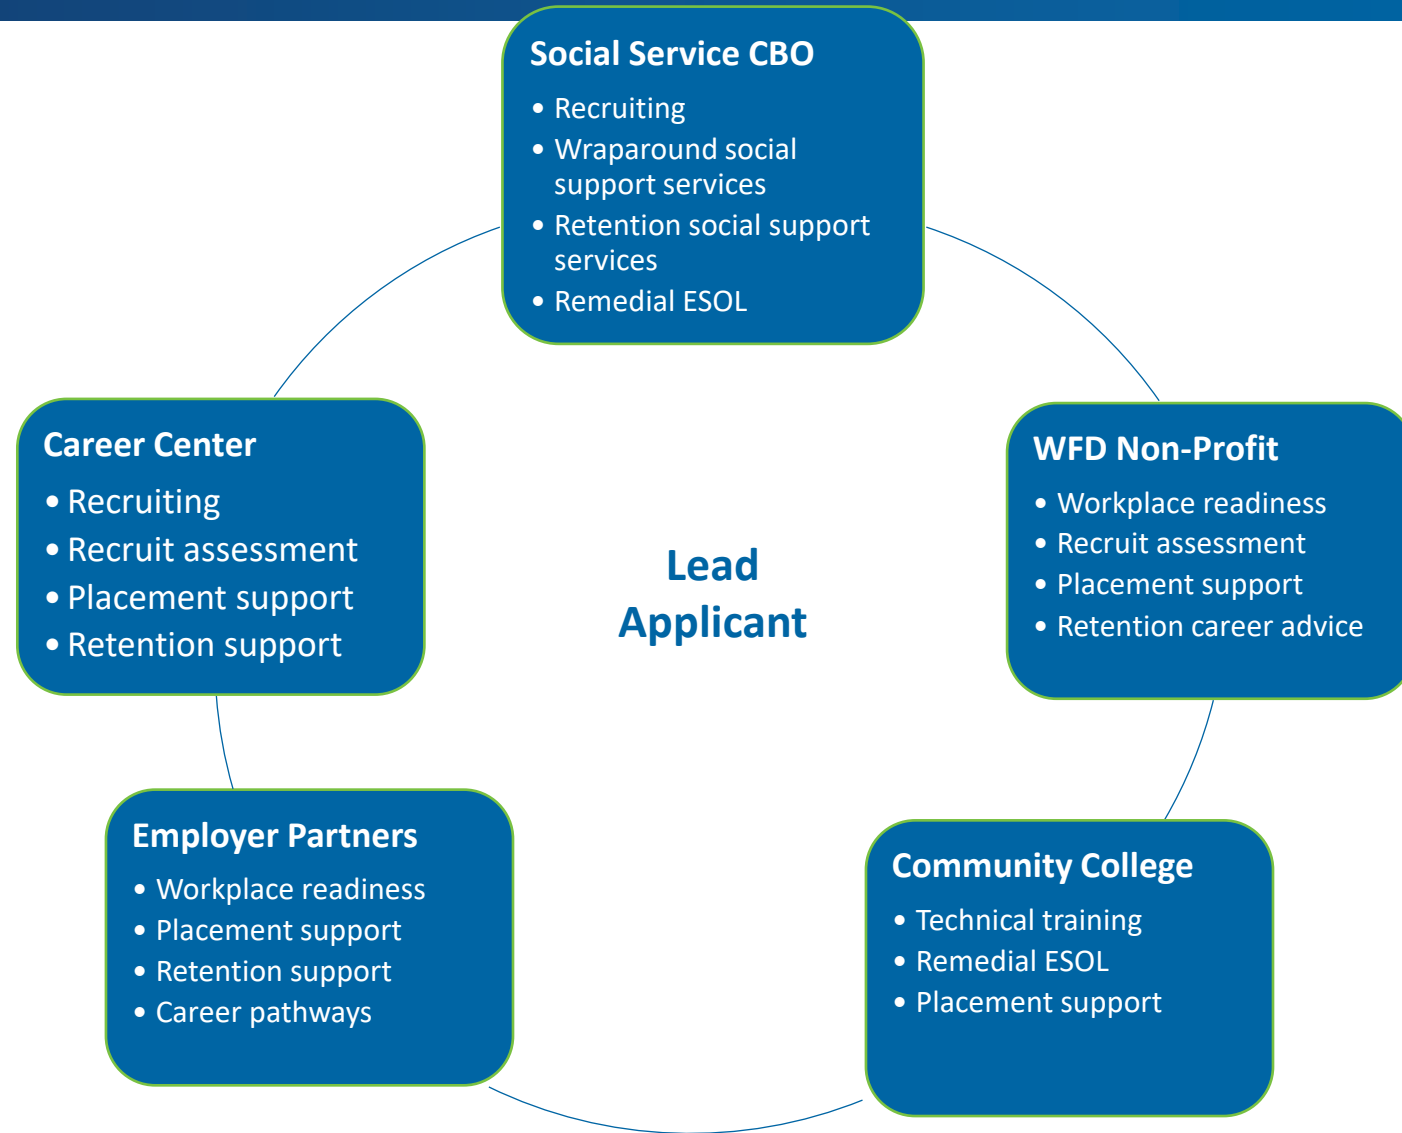 Social Service CBO
• Recruiting
• Wraparound social
support services
• Retention social support
services
• Remedial ESOL
Career Center
• Recruiting
• Recruit assessment
• Placement support
• Retention support
Lead
Applicant
WFD Non-Profit
• Workplace readiness
• Recruit assessment
• Placement support
• Retention career advice
Employer Partners
• Workplace readiness
• Placement support
• Retention support
• Career pathways
Community College
• Technical training
• Remedial ESOL
• Placement support